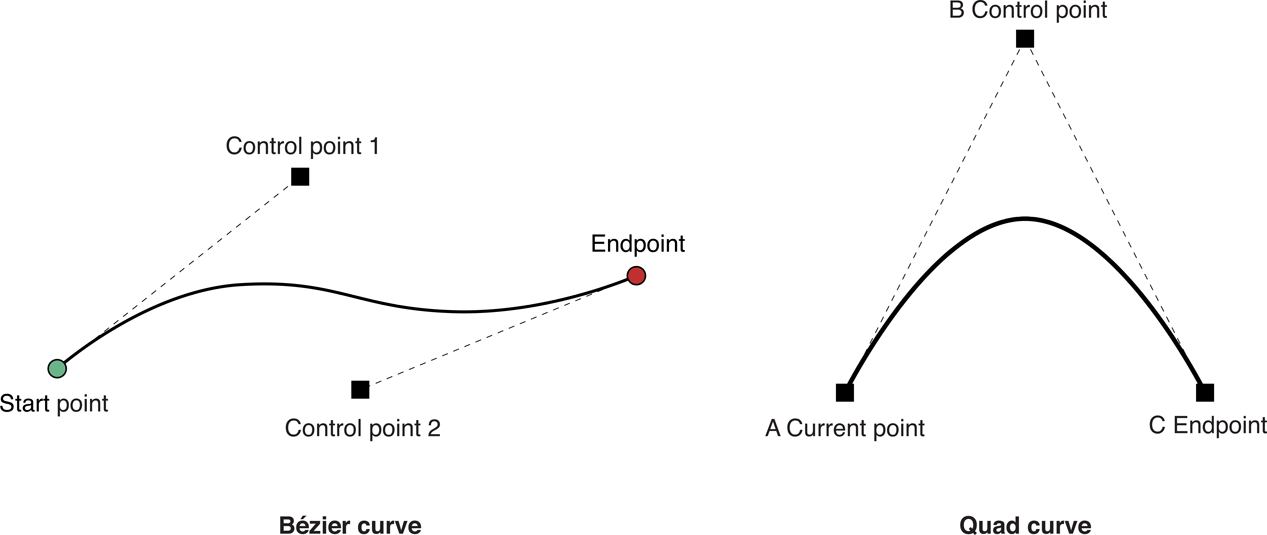 B Control point
Control point 1
Endpoint
Start point
Control point 2
A Current point
C Endpoint
Bézier curve
Quad curve